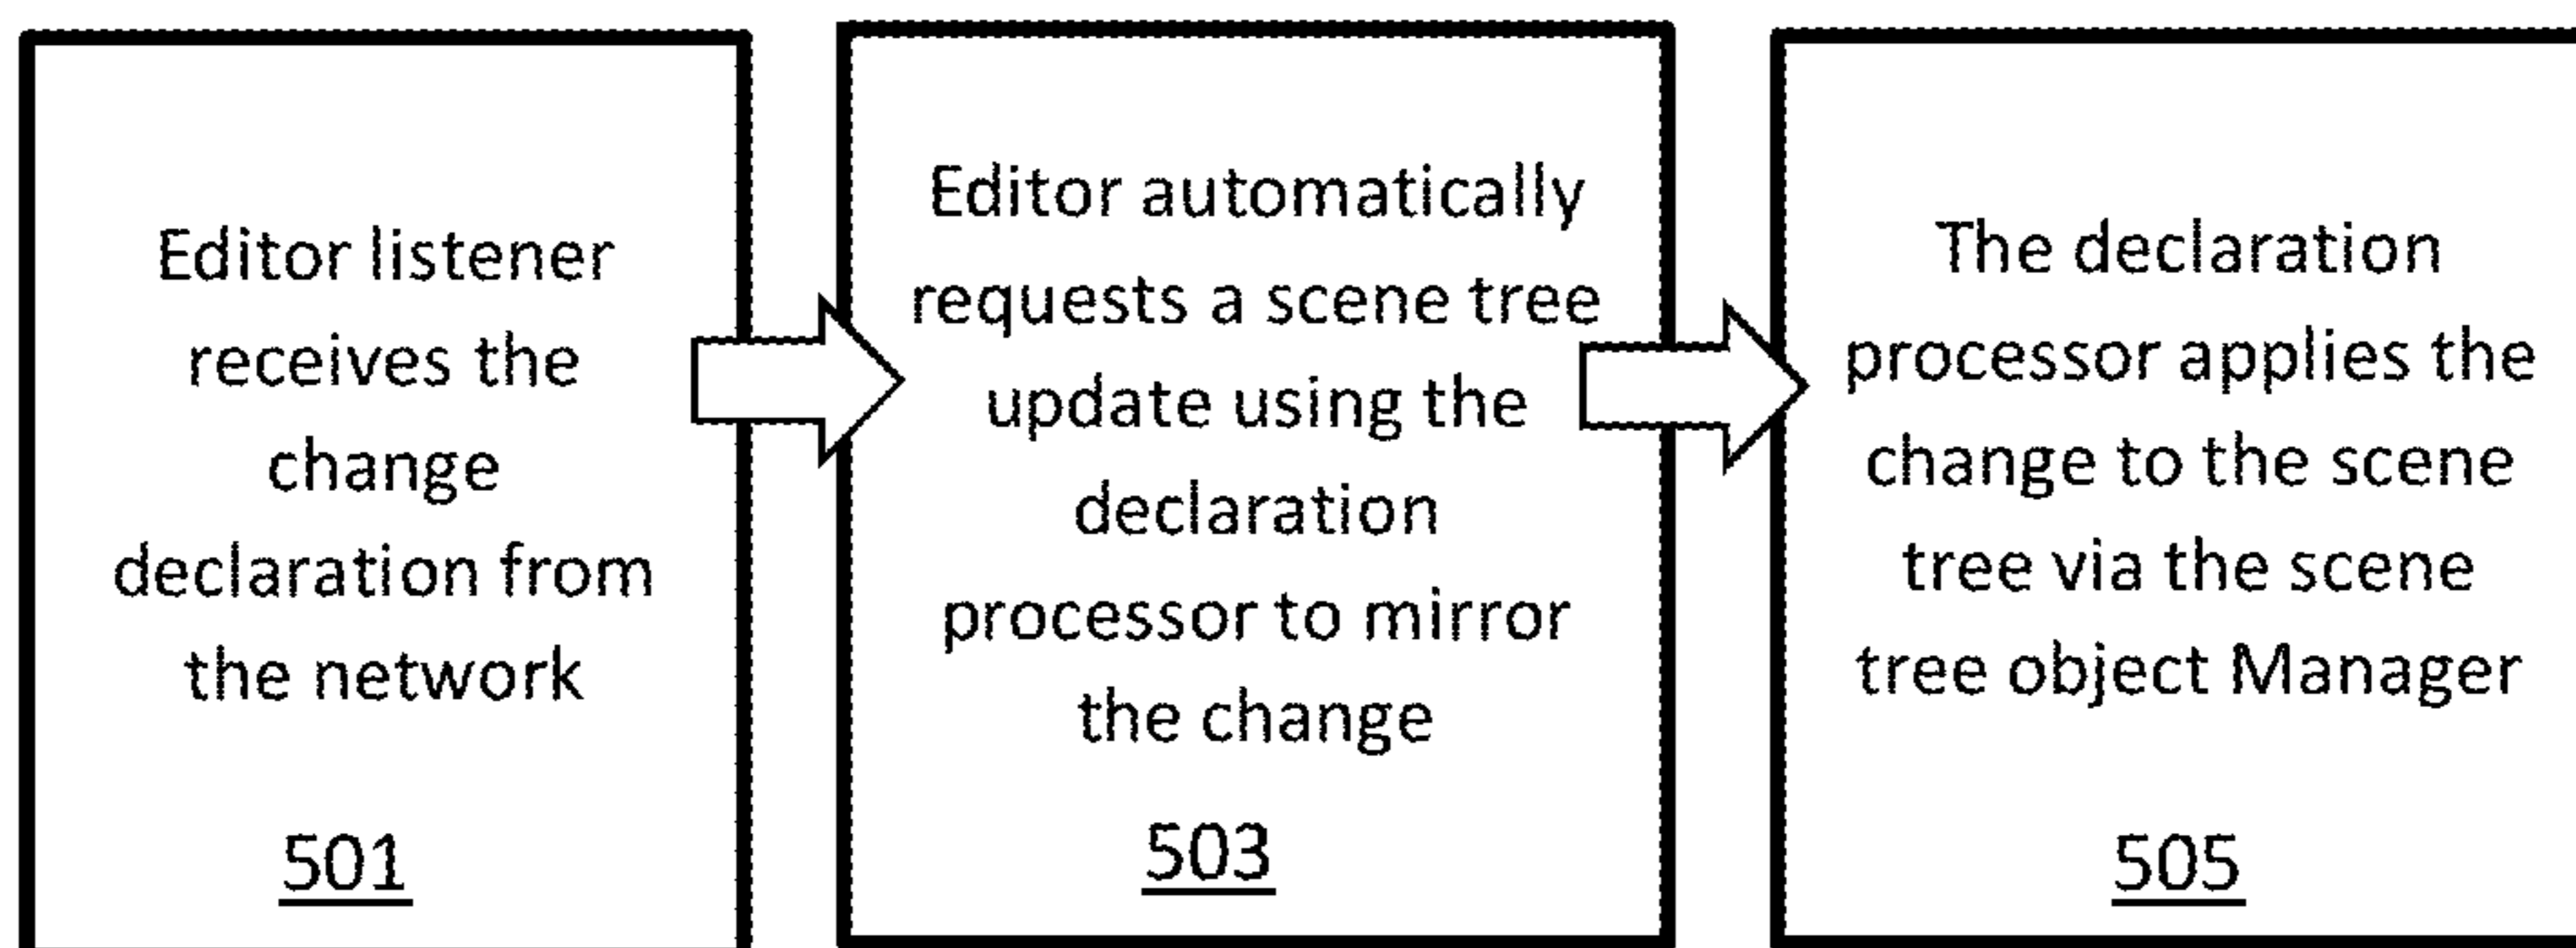 Editor listener
receives the
change
declaration from
the network
501
Editor automatically
requests a scene tree
update using the
declaration
processor to mirror
the change
503
The declaration
processor applies the
change to the scene
tree via the scene
tree object Manager
505